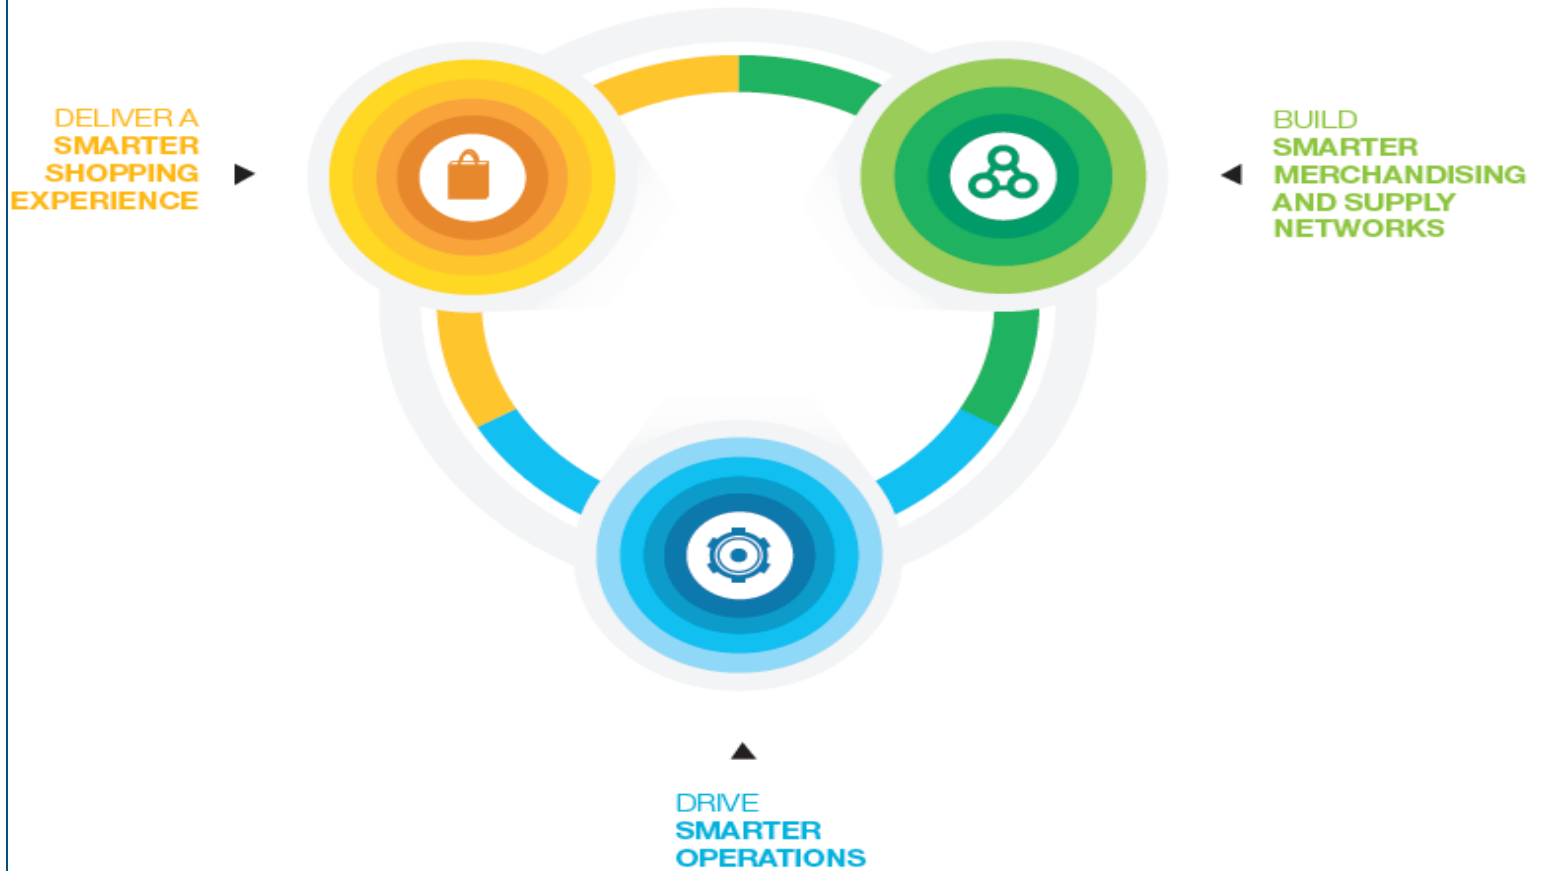 DELIVER A
SMARTER
SHOPPING
EXPERIENCE
BUILD
SMARTER
MERCHANDISING
AND SUPPLY
NETWORKS
DRIVE
SMARTER
OPERATIONS